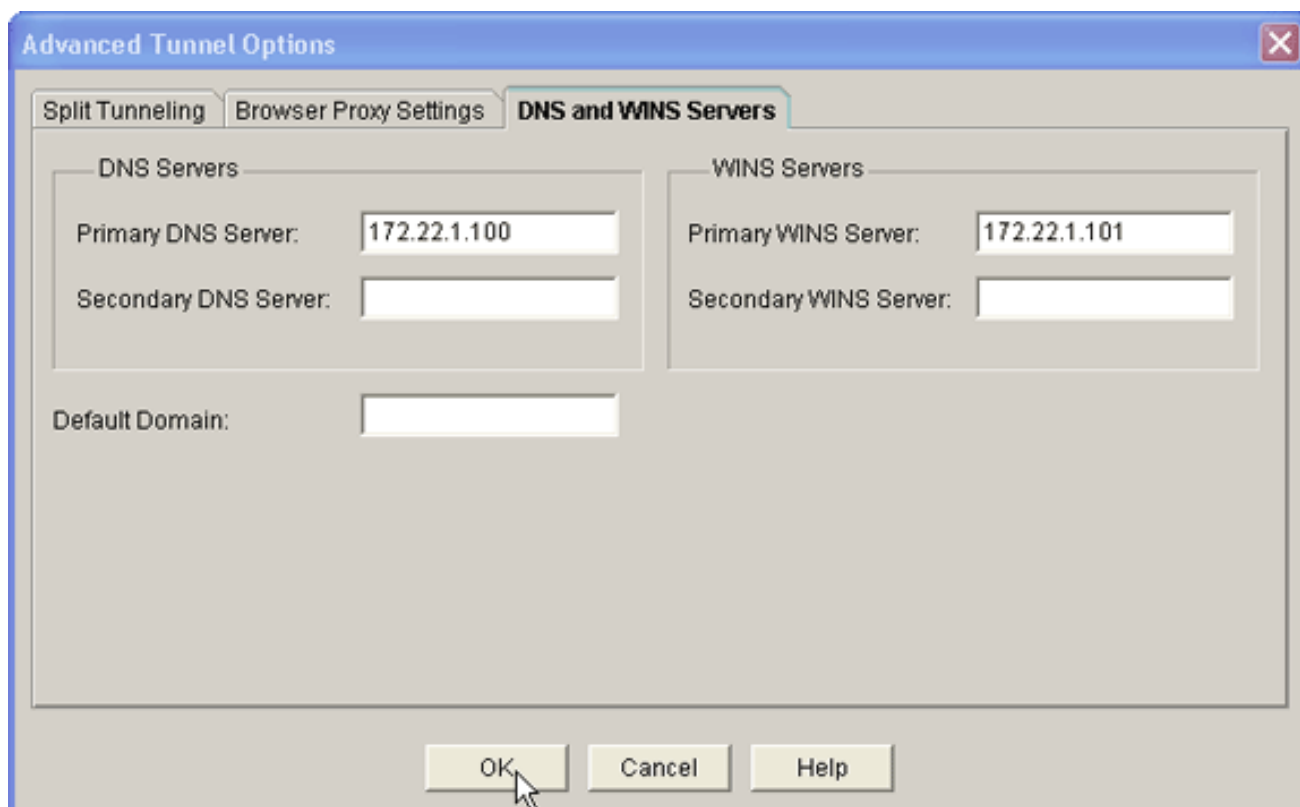 Advanced Tunnel Options
Split Tunneling Browser Proxy Settings DNS and WINS Servers
DNS Servers WINS Servers
Primary DNS Server: 172.22.1.100 Primary WINS Server: 172.22.1.101
Secondary DNS Server: Secondary WINS Server:
Default Domain:
OK Cancel Help